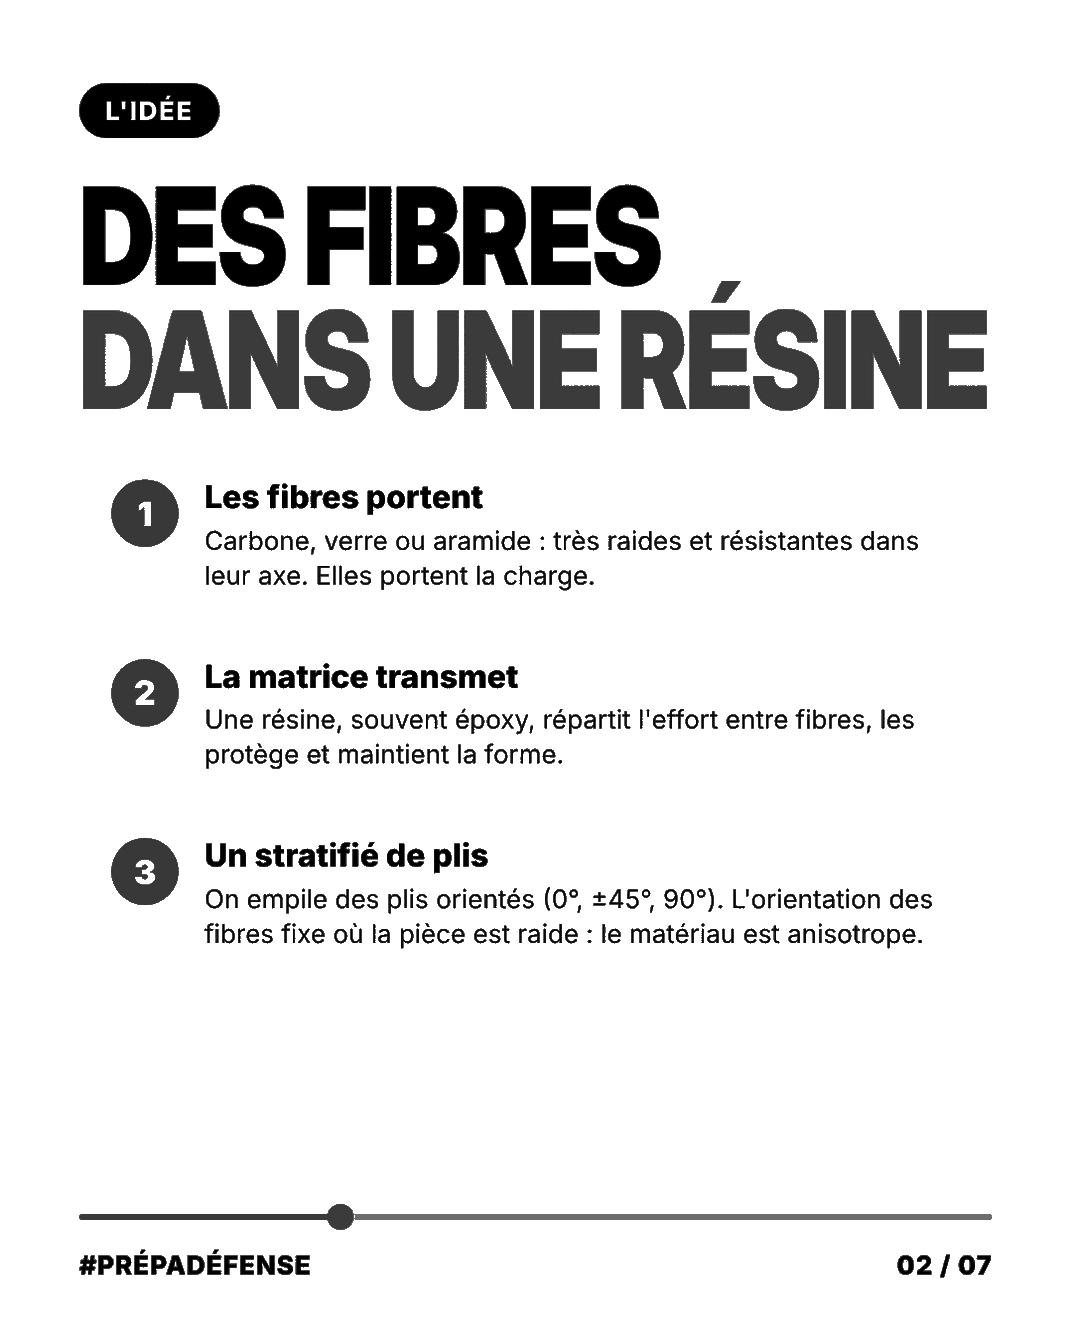 L'IDÉE
DES FIBRES
DANS UNE RÉSINE
1
Les fibres portent
Carbone, verre ou aramide : très raides et résistantes dans
leur axe. Elles portent la charge.
2
La matrice transmet
Une résine, souvent époxy, répartit l'effort entre fibres, les
protège et maintient la forme.
3
Un stratifié de plis
On empile des plis orientés (0°, ±45°, 90°). L'orientation des
fibres fixe où la pièce est raide : le matériau est anisotrope.
#PRÉPADÉFENSE
02 / 07